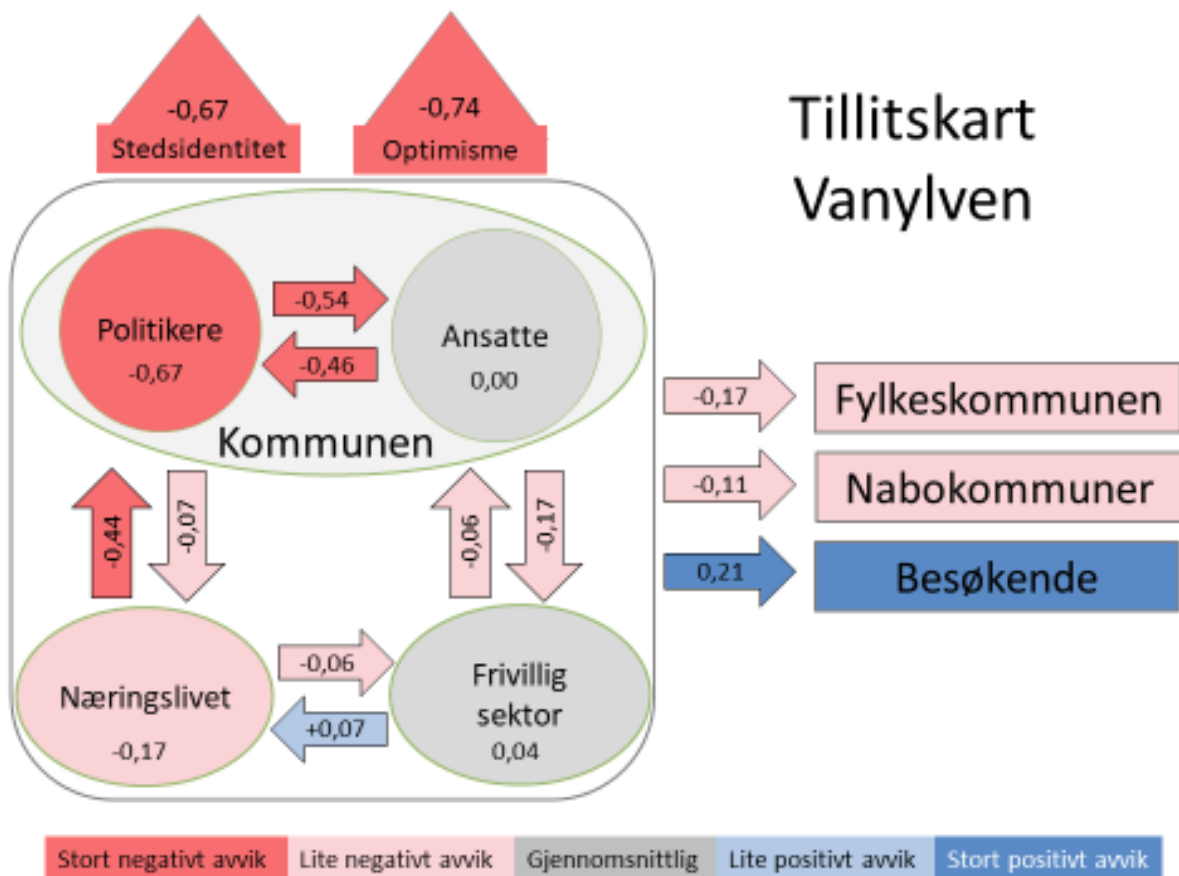 -0,67
Stedsidentitet
-0,74
Optimisme
Tillitskart
Vanylven
Politikere
-0,67
-0,54
-0,46
Ansatte
0,00
Kommunen
-0,17
Fylkeskommunen
-0,11
Nabokommuner
0,21
Besøkende
-0,44
-0,07
-0,06
-0,17
Næringslivet
-0,17
-0,06
+0,07
Frivillig
sektor
0,04
Stort negativt avvik
Lite negativt avvik
Gjennomsnittlig
Lite positivt avvik
Stort positivt avvik